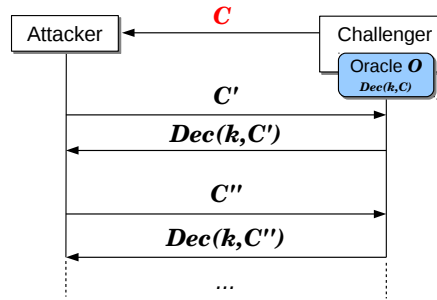 C
Attacker
Challenger
Oracle O
Dec(k,C)
C'
Dec(k,C')
C''
Dec(k,C'')
...